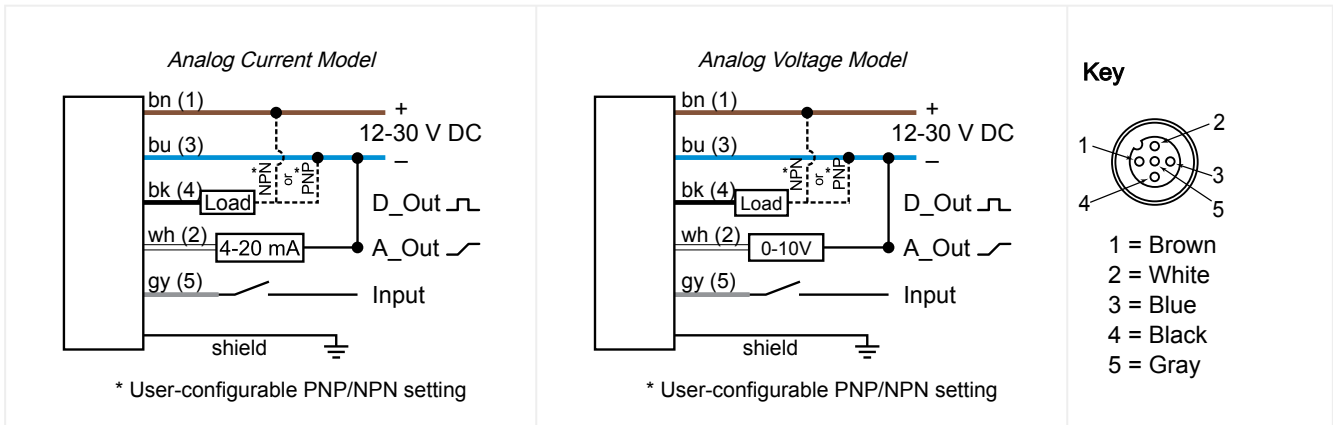 Analog Current Model
bn (1)
+
12-30 V DC
bu (3)
–
* NPN
or
* PNP
bk (4)
Load
D_Out
wh (2)
4-20 mA
A_Out
gy (5)
Input
shield
* User-configurable PNP/NPN setting
Analog Voltage Model
bn (1)
+
12-30 V DC
bu (3)
–
* NPN
or
* PNP
bk (4)
Load
D_Out
wh (2)
0-10V
A_Out
gy (5)
Input
shield
* User-configurable PNP/NPN setting
Key
2
1
3
4
5
1 = Brown
2 = White
3 = Blue
4 = Black
5 = Gray